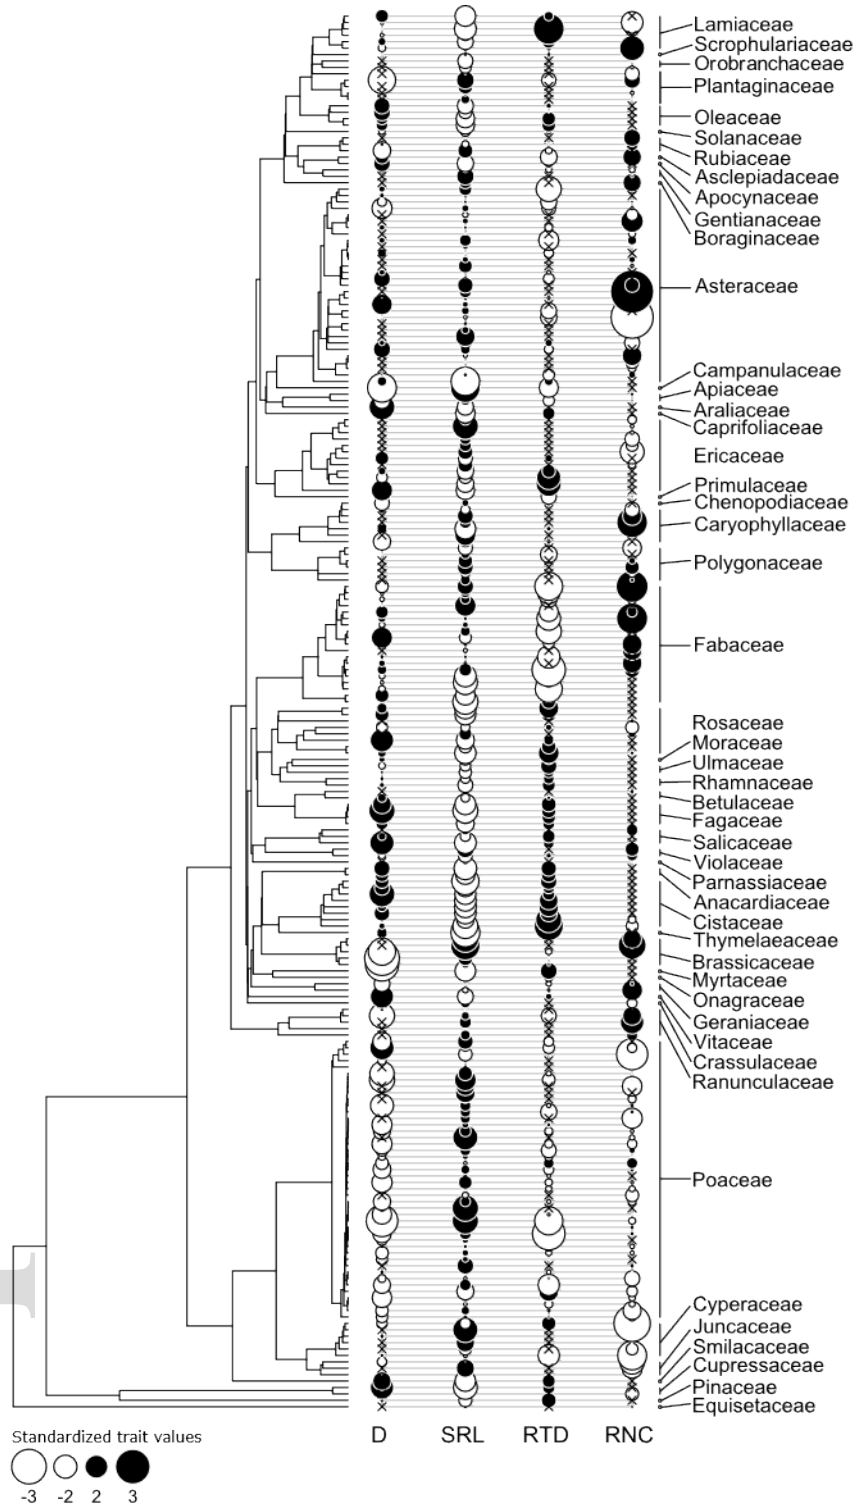 Lamiaceae
Scrophulariaceae
Orobranchaceae
Plantaginaceae
Oleaceae
Solanaceae
Rubiaceae
Asclepiadaceae
Apocynaceae
Gentianaceae
Boraginaceae
Asteraceae
Campanulaceae
Apiaceae
Araliaceae
Caprifoliaceae
Ericaceae
Primulaceae
Chenopodiaceae
Caryophyllaceae
Polygonaceae
Fabaceae
Rosaceae
Moraceae
Ulmaceae
Rhamnaceae
Betulaceae
Fagaceae
Salicaceae
Violaceae
Parnassiaceae
Anacardiaceae
Cistaceae
Thymelaeaceae
Brassicaceae
Myrtaceae
Onagraceae
Geraniaceae
Vitaceae
Crassulaceae
Ranunculaceae
Poaceae
Cyperaceae
Juncaceae
Smilacaceae
Cupressaceae
Pinaceae
Equisetaceae
D SRL RTD RNC
Standardized trait values
-3 -2 2 3